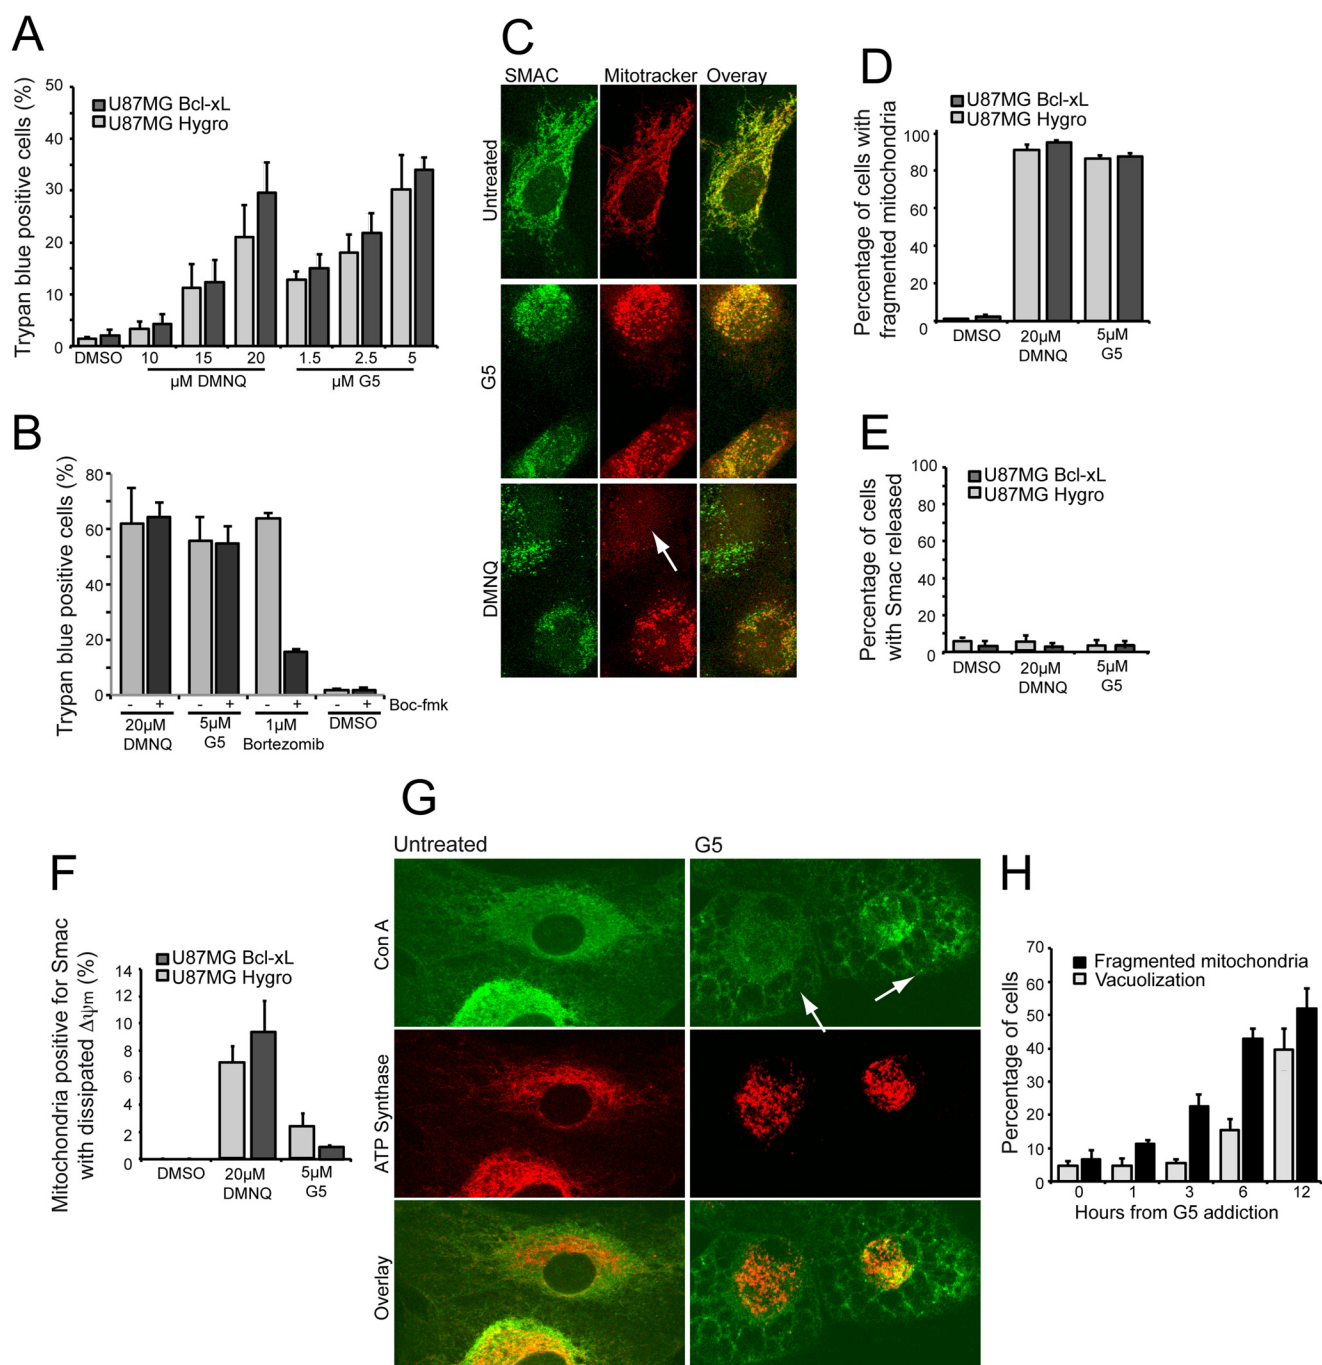 A
Trypan blue positive cells (%)
50
40
30
20
10
0
U87MG Bcl-xL
U87MG Hygro
DMSO 10 15 20 1.5 2.5 5
µM DMNQ µM G5
B
Trypan blue positive cells (%)
80
60
40
20
0
- + - + - + - + Boc-fmk
20µM 5µM 1µM DMSO
DMNQ G5 Bortezomib
C
SMAC Mitotracker Overay
Untreated
G5
DMNQ
D
Percentage of cells with
fragmented mitochondria
U87MG Bcl-xL
U87MG Hygro
100
80
60
40
20
0
DMSO 20µM 5µM
DMNQ G5
E
Percentage of cells
with Smac released
100
90
80
70
60
50
40
30
20
10
0
U87MG Bcl-xL
U87MG Hygro
DMSO 20µM 5µM
DMNQ G5
F
Mitochondria positive for Smac
with dissipated Δψm (%)
14
12
10
8
6
4
2
0
U87MG Bcl-xL
U87MG Hygro
DMSO 20µM 5µM
DMNQ G5
G
Untreated G5
Con A
ATP Synthase
Overlay
H
Percentage of cells
70
60
50
40
30
20
10
0
Fragmented mitochondria
Vacuolization
0 1 3 6 12
Hours from G5 addiction